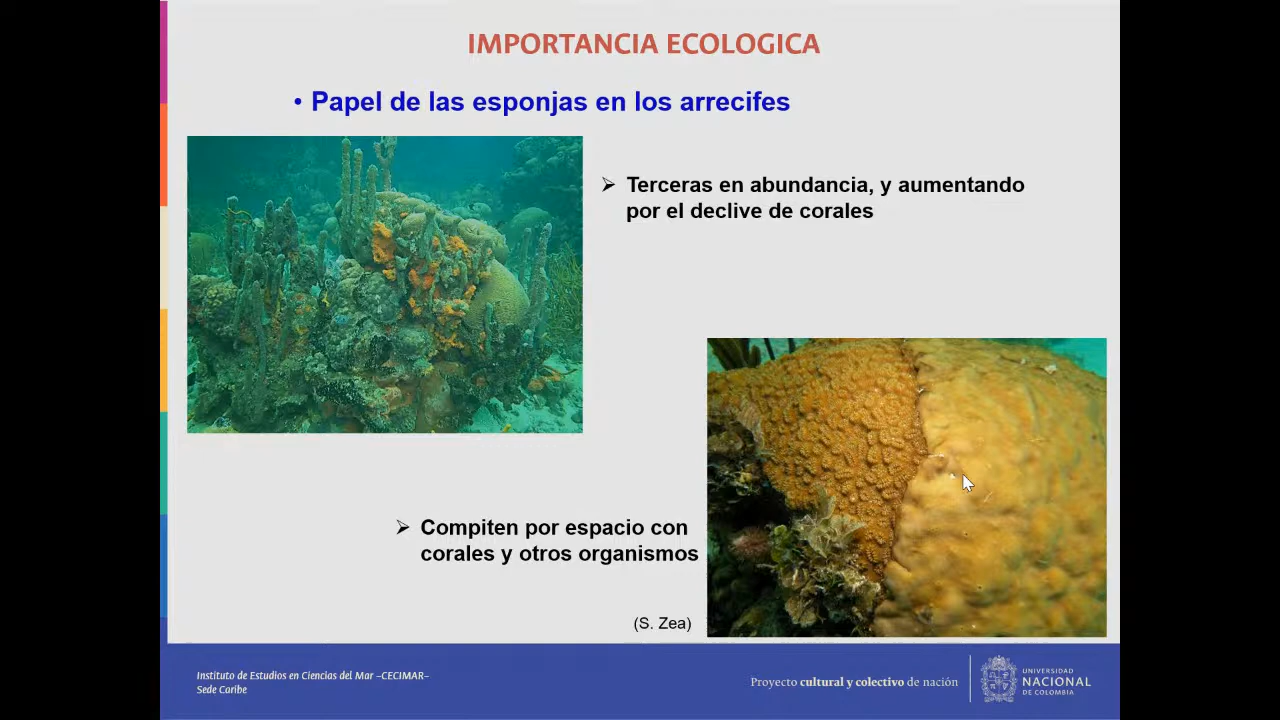 IMPORTANCIA ECOLOGICA
• Papel de las esponjas en los arrecifes
➢ Terceras en abundancia, y aumentando
por el declive de corales
➢ Compiten por espacio con
corales y otros organismos
(S. Zea)
Instituto de Estudios en Ciencias del Mar –CECIMAR–
Sede Caribe
Proyecto cultural y colectivo de nación
UNIVERSIDAD
NACIONAL
DE COLOMBIA